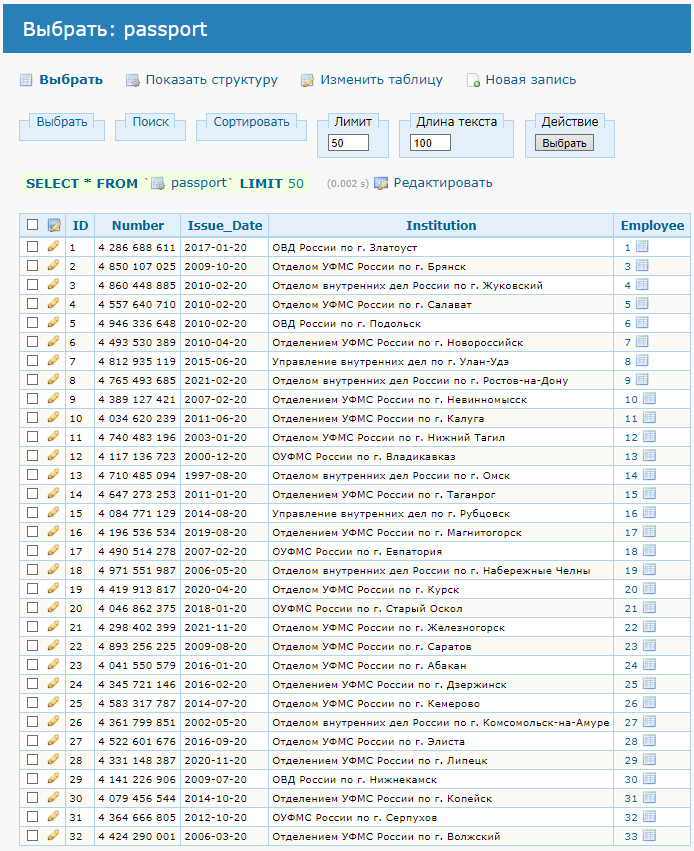 Выбрать: passport
Выбрать Показать структуру Изменить таблицу Новая запись
Выбрать Поиск Сортировать Лимит Длина текста Действие
50 100 Выбрать
SELECT * FROM `passport` LIMIT 50 (0.002 s) Редактировать
ID Number Issue_Date Institution Employee
1 4 286 688 611 2017-01-20 ОВД России по г. Златоуст 1
2 4 850 107 025 2009-10-20 Отделом УФМС России по г. Брянск 3
3 4 860 448 885 2010-02-20 Отделом внутренних дел России по г. Жуковский 4
4 4 557 640 710 2010-02-20 Отделом УФМС России по г. Салават 5
5 4 946 336 648 2010-02-20 ОВД России по г. Подольск 6
6 4 493 530 389 2010-04-20 Отделением УФМС России по г. Новороссийск 7
7 4 812 935 119 2015-06-20 Управление внутренних дел по г. Улан-Удэ 8
8 4 765 493 685 2021-02-20 Отделом внутренних дел России по г. Ростов-на-Дону 9
9 4 389 127 421 2007-02-20 Отделением УФМС России по г. Невинномысск 10
10 4 034 620 239 2011-06-20 Отделением УФМС России по г. Калуга 11
11 4 740 483 196 2003-01-20 Отделом УФМС России по г. Нижний Тагил 12
12 4 117 136 723 2000-12-20 ОУФМС России по г. Владикавказ 13
13 4 710 485 094 1997-08-20 Отделом внутренних дел России по г. Омск 14
14 4 647 273 253 2011-01-20 Отделением УФМС России по г. Таганрог 15
15 4 084 771 129 2014-08-20 Управление внутренних дел по г. Рубцовск 16
16 4 196 536 534 2019-08-20 Отделением УФМС России по г. Магнитогорск 17
17 4 490 514 278 2007-02-20 ОУФМС России по г. Евпатория 18
18 4 971 551 987 2006-05-20 Отделом внутренних дел России по г. Набережные Челны 19
19 4 419 913 817 2020-04-20 Отделом УФМС России по г. Курск 20
20 4 046 862 375 2018-01-20 ОУФМС России по г. Старый Оскол 21
21 4 298 402 399 2021-11-20 Отделом УФМС России по г. Железногорск 22
22 4 893 256 225 2009-08-20 Отделом УФМС России по г. Саратов 23
23 4 041 550 579 2016-01-20 Отделом УФМС России по г. Абакан 24
24 4 345 721 146 2016-02-20 Отделением УФМС России по г. Дзержинск 25
25 4 583 317 787 2014-07-20 Отделом УФМС России по г. Кемерово 26
26 4 361 799 851 2002-05-20 Отделом внутренних дел России по г. Комсомольск-на-Амуре 27
27 4 522 601 676 2016-09-20 Отделом УФМС России по г. Элиста 28
28 4 331 148 387 2020-11-20 Отделением УФМС России по г. Липецк 29
29 4 141 226 906 2009-07-20 ОВД России по г. Нижнекамск 30
30 4 079 456 544 2014-10-20 Отделением УФМС России по г. Копейск 31
31 4 364 666 805 2012-10-20 ОУФМС России по г. Серпухов 32
32 4 424 290 001 2006-03-20 Отделением УФМС России по г. Волжский 33